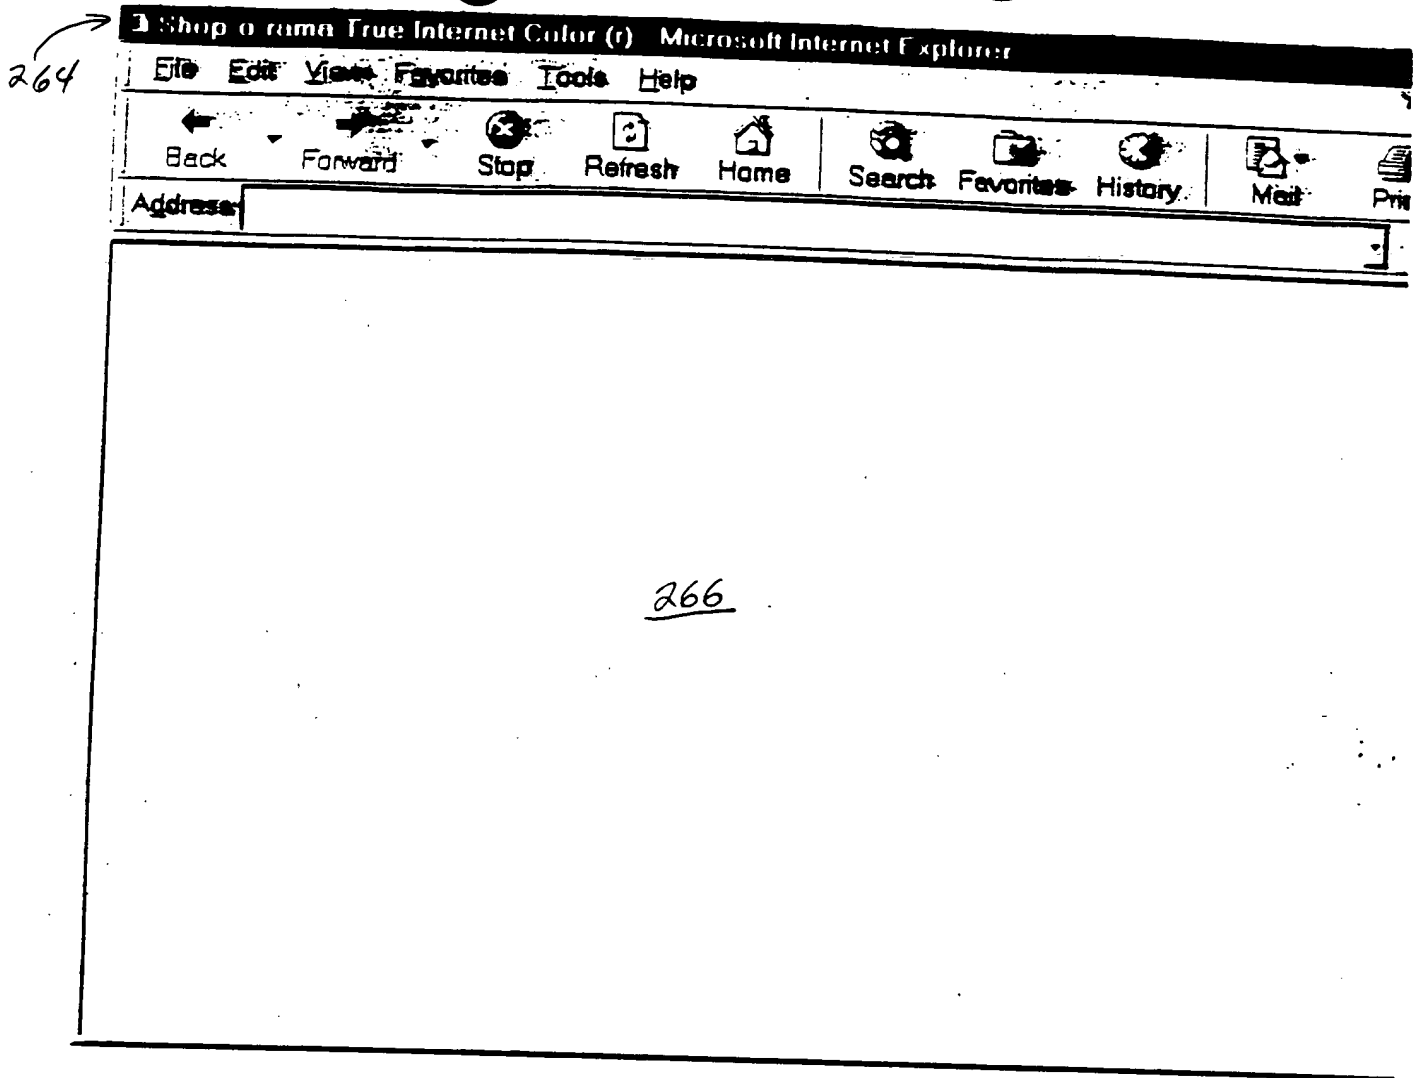 Shop o rama True Internet Color (r) Microsoft Internet Explorer
264
File Edit View Favorites Tools Help
Back Forward Stop Refresh Home Search Favorites History Mail Prin
Address
266